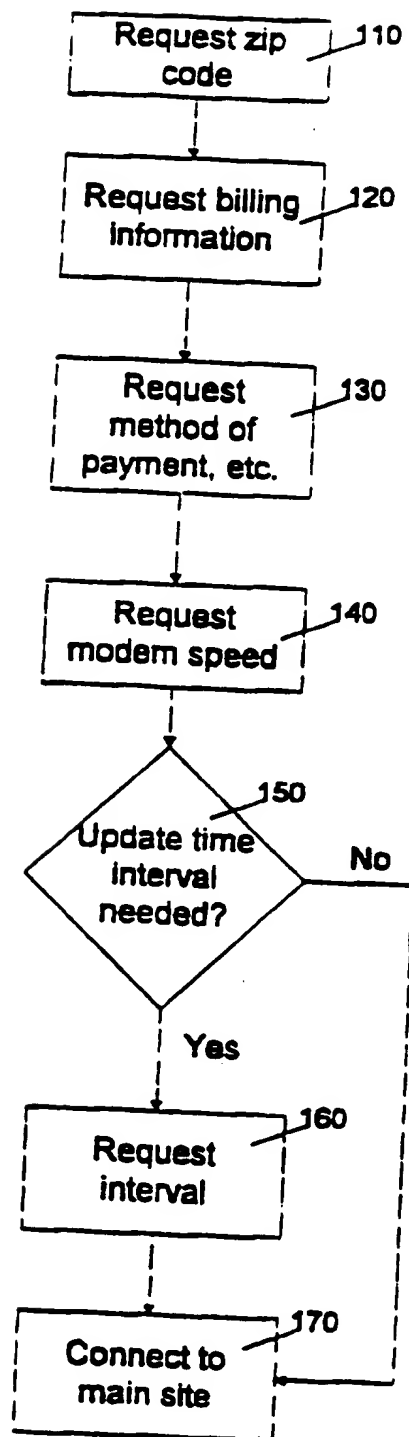 Request zip
code
110
Request billing
information
120
Request
method of
payment, etc.
130
Request
modem speed
140
150
Update time
interval
needed?
No
Yes
Request
interval
160
Connect to
main site
170